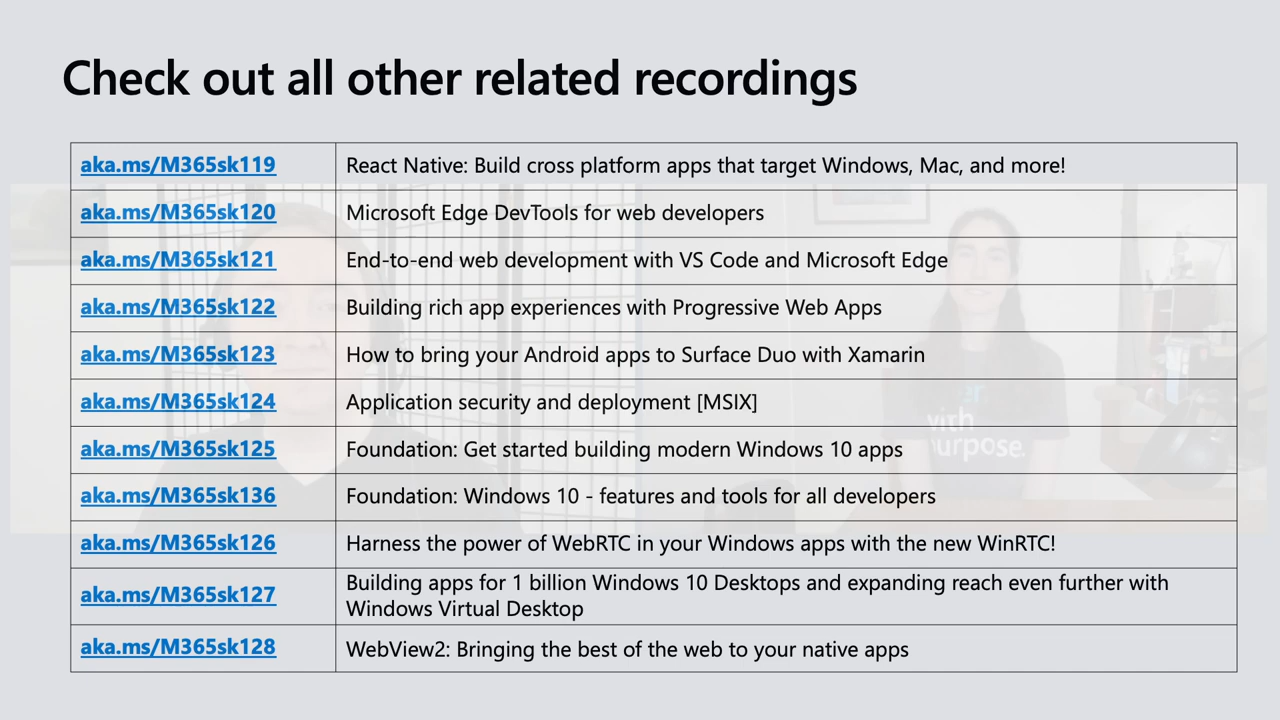 Check out all other related recordings
aka.ms/M365sk119 React Native: Build cross platform apps that target Windows, Mac, and more!
aka.ms/M365sk120 Microsoft Edge DevTools for web developers
aka.ms/M365sk121 End-to-end web development with VS Code and Microsoft Edge
aka.ms/M365sk122 Building rich app experiences with Progressive Web Apps
aka.ms/M365sk123 How to bring your Android apps to Surface Duo with Xamarin
aka.ms/M365sk124 Application security and deployment [MSIX]
aka.ms/M365sk125 Foundation: Get started building modern Windows 10 apps
aka.ms/M365sk136 Foundation: Windows 10 - features and tools for all developers
aka.ms/M365sk126 Harness the power of WebRTC in your Windows apps with the new WinRTC!
aka.ms/M365sk127 Building apps for 1 billion Windows 10 Desktops and expanding reach even further with
Windows Virtual Desktop
aka.ms/M365sk128 WebView2: Bringing the best of the web to your native apps